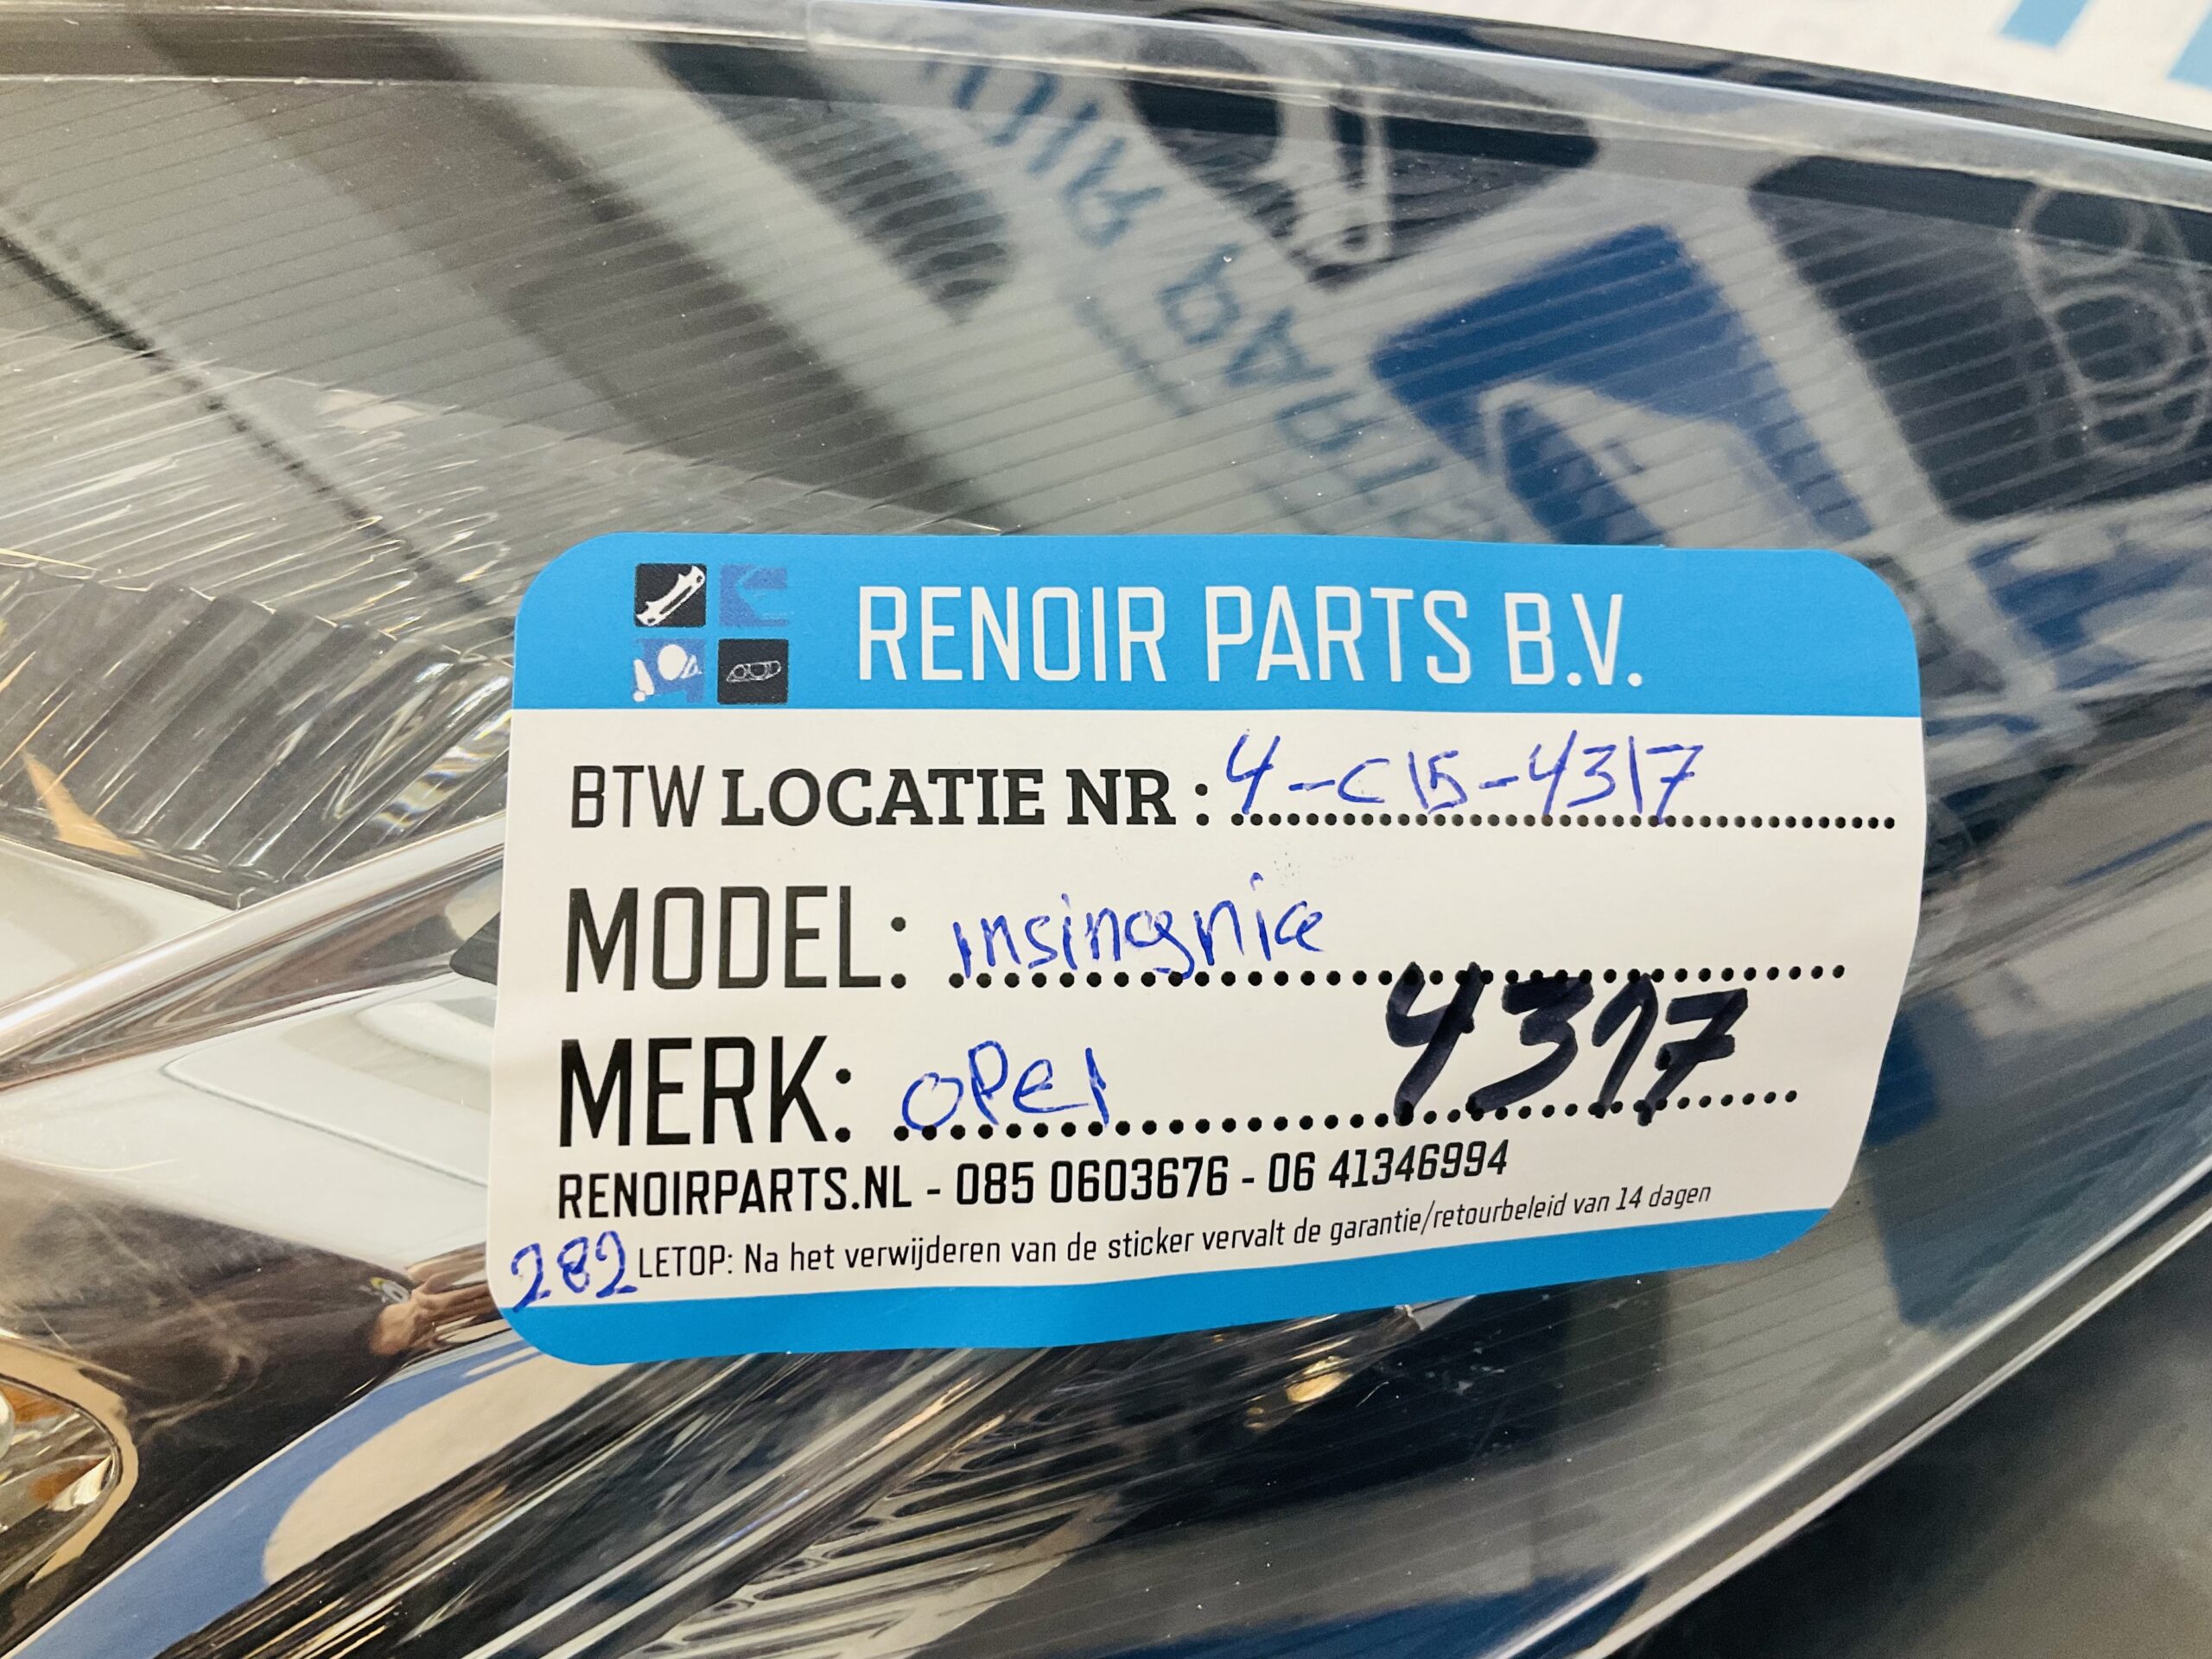 RENOIR PARTS B.V.
BTW LOCATIE NR : 4-C15-4317
MODEL: insingnia
MERK: OPel 4317
RENOIRPARTS.NL - 085 0603676 - 06 41346994
282 LETOP: Na het verwijderen van de sticker vervalt de garantie/retourbeleid van 14 dagen